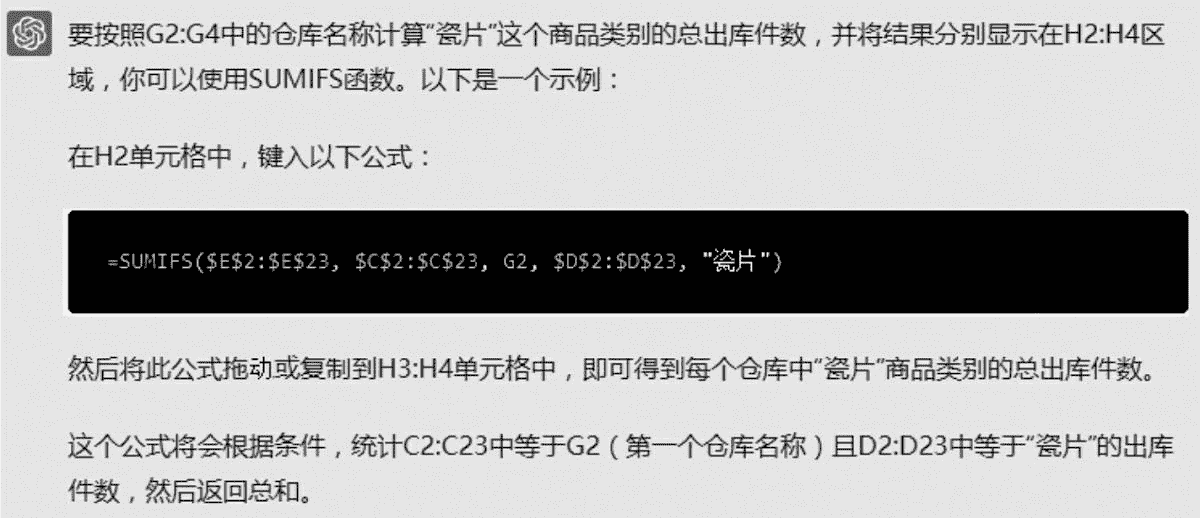 要按照G2:G4中的仓库名称计算“瓷片”这个商品类别的总出库件数，并将结果分别显示在H2:H4区
域，你可以使用SUMIFS函数。以下是一个示例：
在H2单元格中，键入以下公式：
=SUMIFS($E$2:$E$23, $C$2:$C$23, G2, $D$2:$D$23, "瓷片")
然后将此公式拖动或复制到H3:H4单元格中，即可得到每个仓库中“瓷片”商品类别的总出库件数。
这个公式将会根据条件，统计C2:C23中等于G2（第一个仓库名称）且D2:D23中等于“瓷片”的出库
件数，然后返回总和。